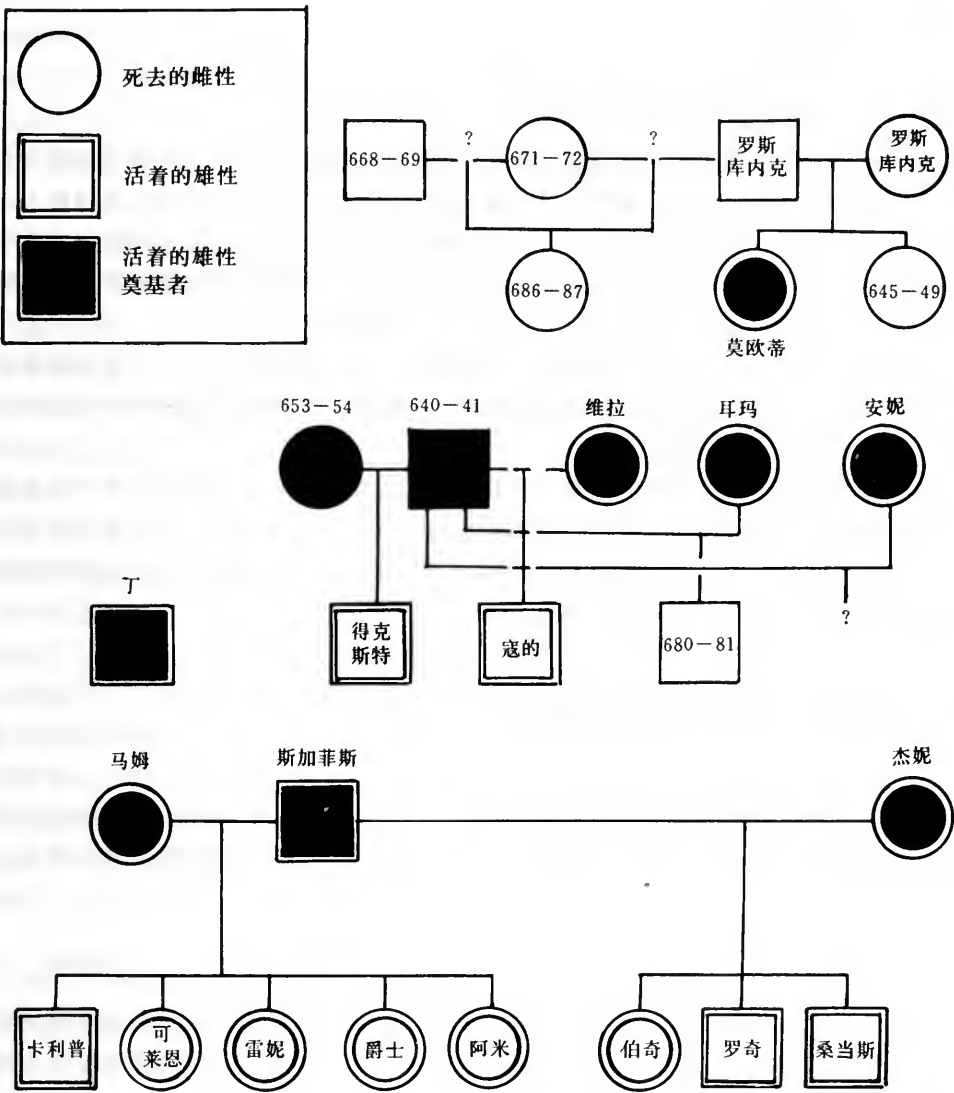 死去的雌性
活着的雄性
活着的雄性
奠基者
668－69
?
671－72
?
罗斯
库内克
罗斯
库内克
686－87
莫欧蒂
645－49
653－54
640－41
维拉
耳玛
安妮
丁
得克
斯特
寇的
680－81
?
马姆
斯加菲斯
杰妮
卡利普
可
莱恩
雷妮
爵士
阿米
伯奇
罗奇
桑当斯